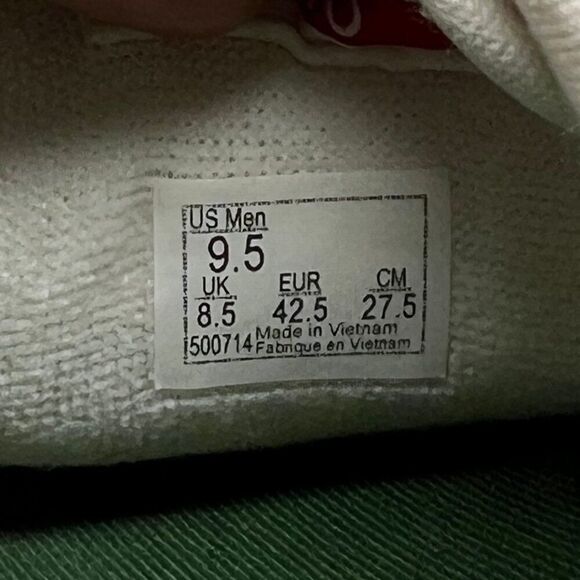 US Men
9.5
UK EUR CM
8.5 42.5 27.5
500714 Made in Vietnam
Fabrique en Vietnam